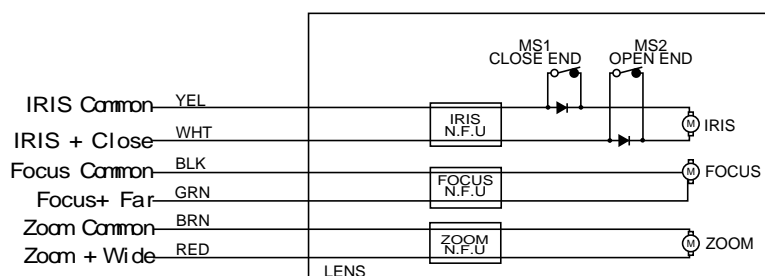 MS1
CLOSE END
MS2
OPEN END
IRIS Common YEL
IRIS
N.F.U
M IRIS
IRIS + Close WHT
Focus Common BLK
FOCUS
N.F.U
M FOCUS
Focus+ Far GRN
Zoom Common BRN
ZOOM
N.F.U
M ZOOM
Zoom + Wide RED
LENS